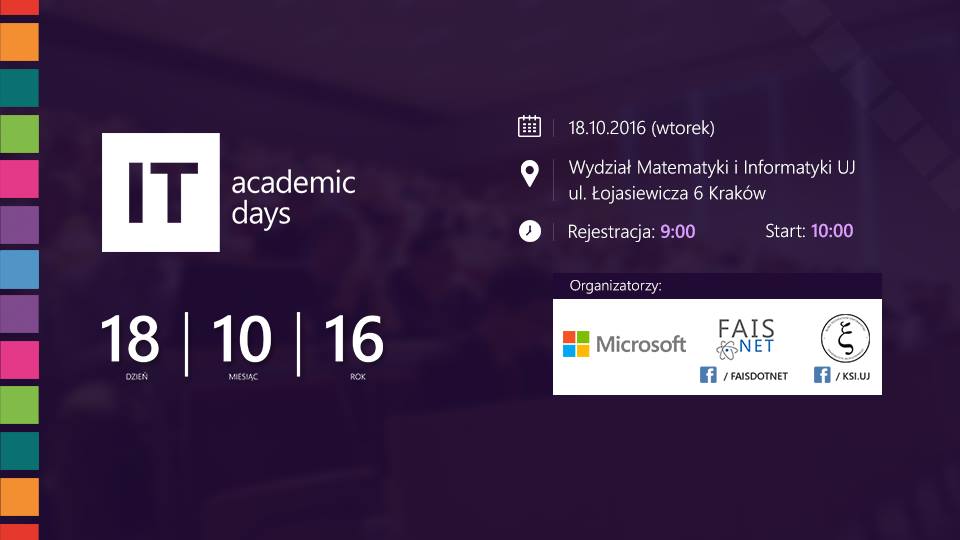 IT academic
days
18 | 10 | 16
DZIEŃ MIESIĄC ROK
18.10.2016 (wtorek)
Wydział Matematyki i Informatyki UJ
ul. Łojasiewicza 6 Kraków
Rejestracja: 9:00 Start: 10:00
Organizatorzy:
Microsoft
FAIS
NET
/ FAISDOTNET
ξ
/ KSI.UJ